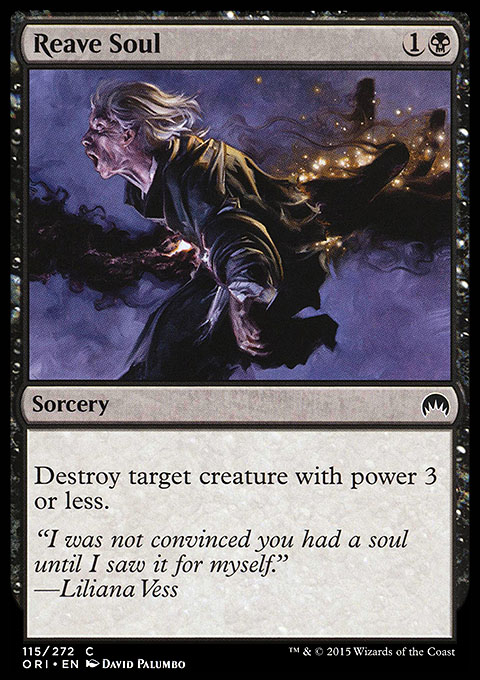 Reave Soul 1
Sorcery
Destroy target creature with power 3
or less.
“I was not convinced you had a soul
until I saw it for myself.”
—Liliana Vess
115/272 C
ORI • EN David Palumbo
™ & © 2015 Wizards of the Coast